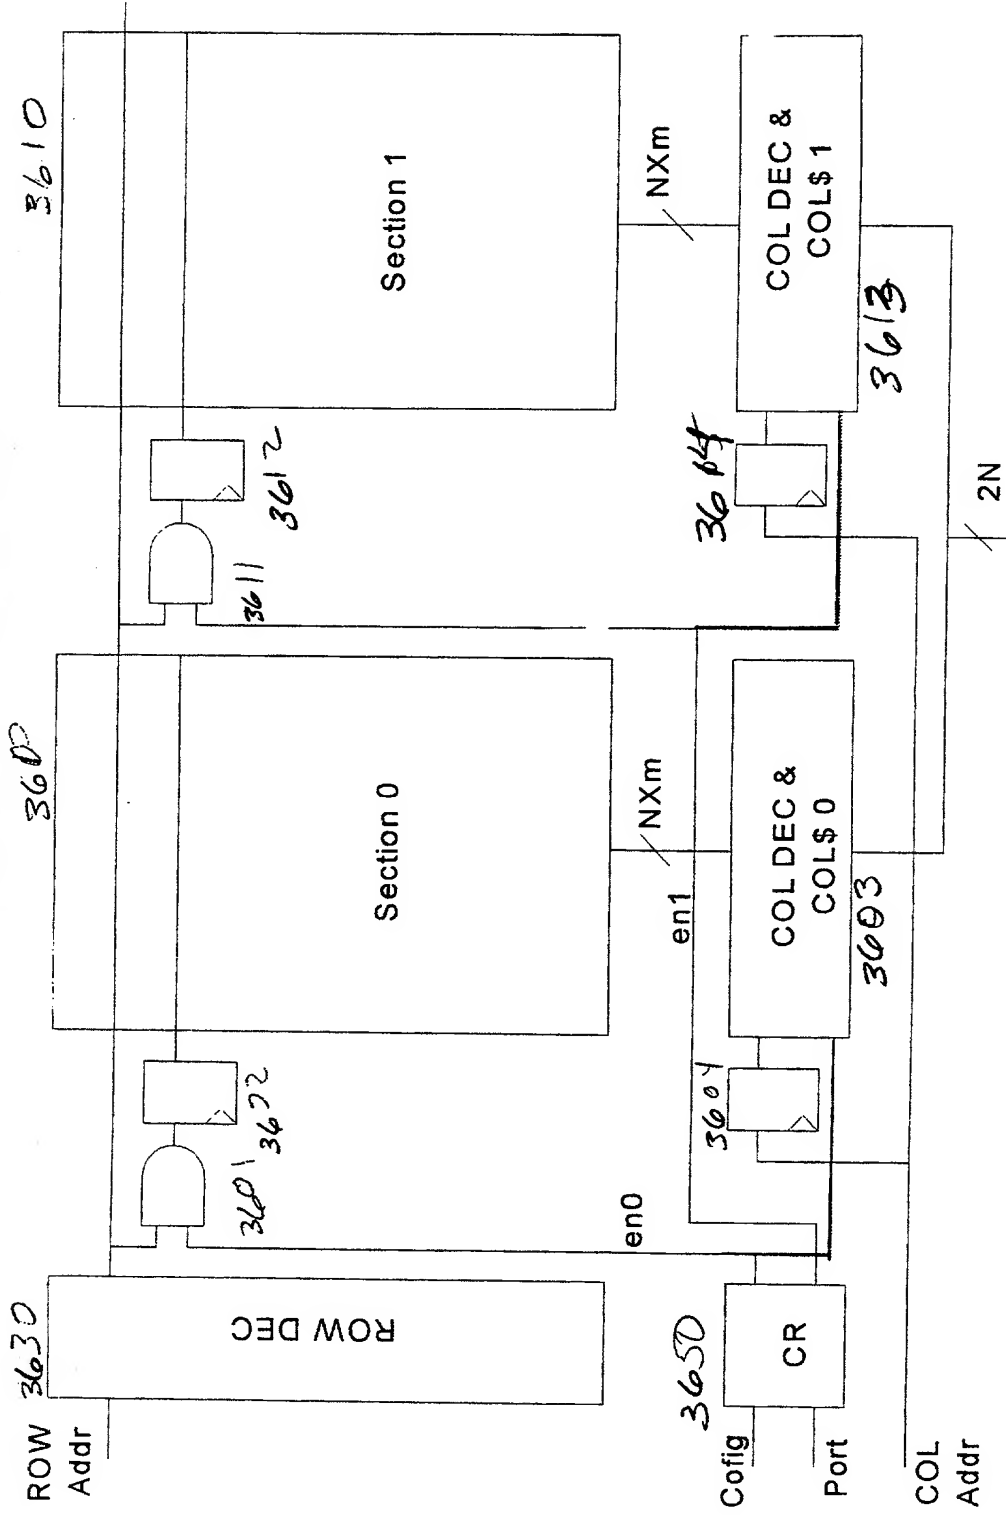 ROW
Addr
3630
ROW DEC
3601
3602
3600
Section 0
3611
3612
3610
Section 1
Cofig
Port
3650
CR
en0
en1
3604
NXm
COL DEC &
COL$ 0
3603
3614
NXm
COL DEC &
COL$ 1
3613
COL
Addr
2N